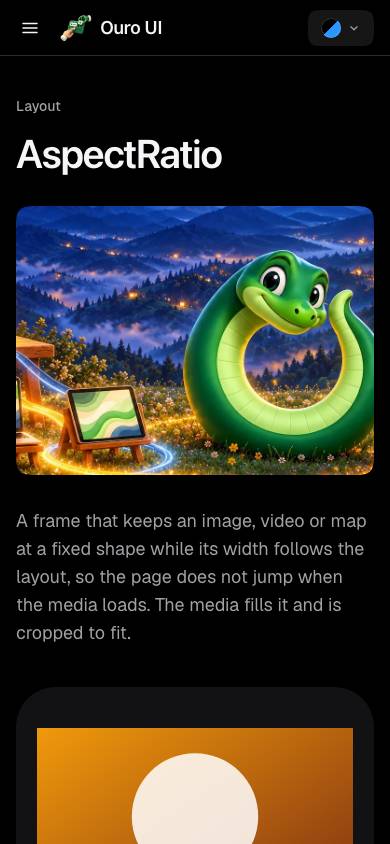 Ouro UI
Layout
AspectRatio
A frame that keeps an image, video or map
at a fixed shape while its width follows the
layout, so the page does not jump when
the media loads. The media fills it and is
cropped to fit.